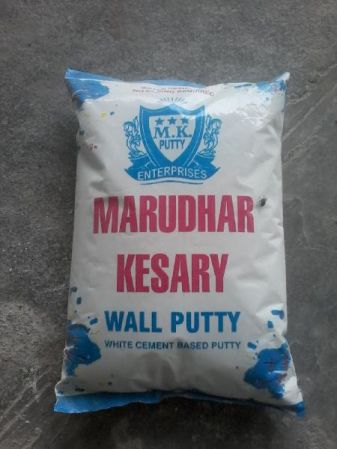 M.K.
PUTTY
ENTERPRISES
MARUDHAR
KESARY
WALL PUTTY
WHITE CEMENT BASED PUTTY